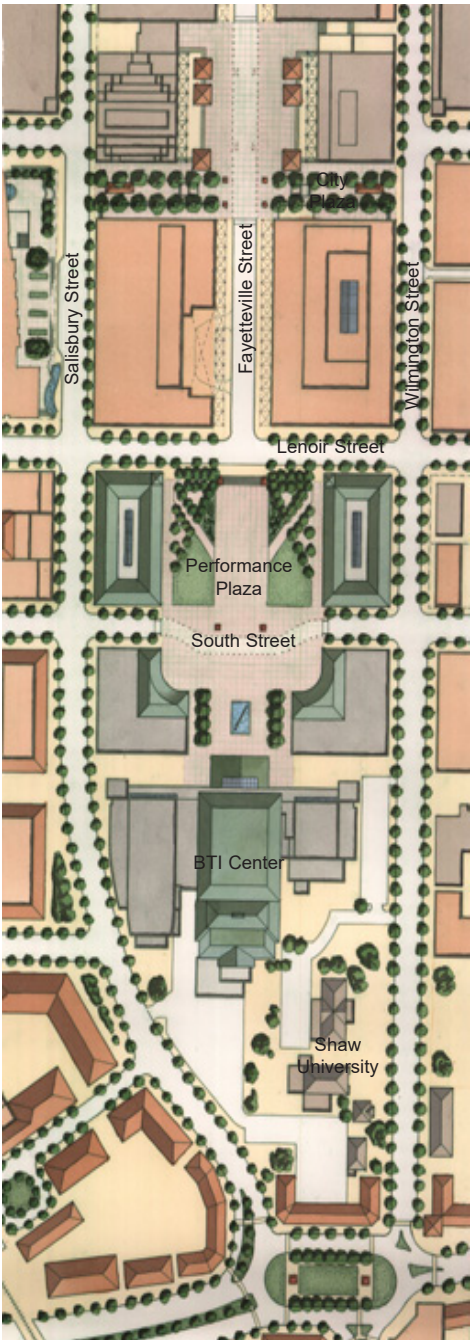 City
Plaza
Salisbury Street
Fayetteville Street
Wilmington Street
Lenoir Street
Performance
Plaza
South Street
BTI Center
Shaw
University